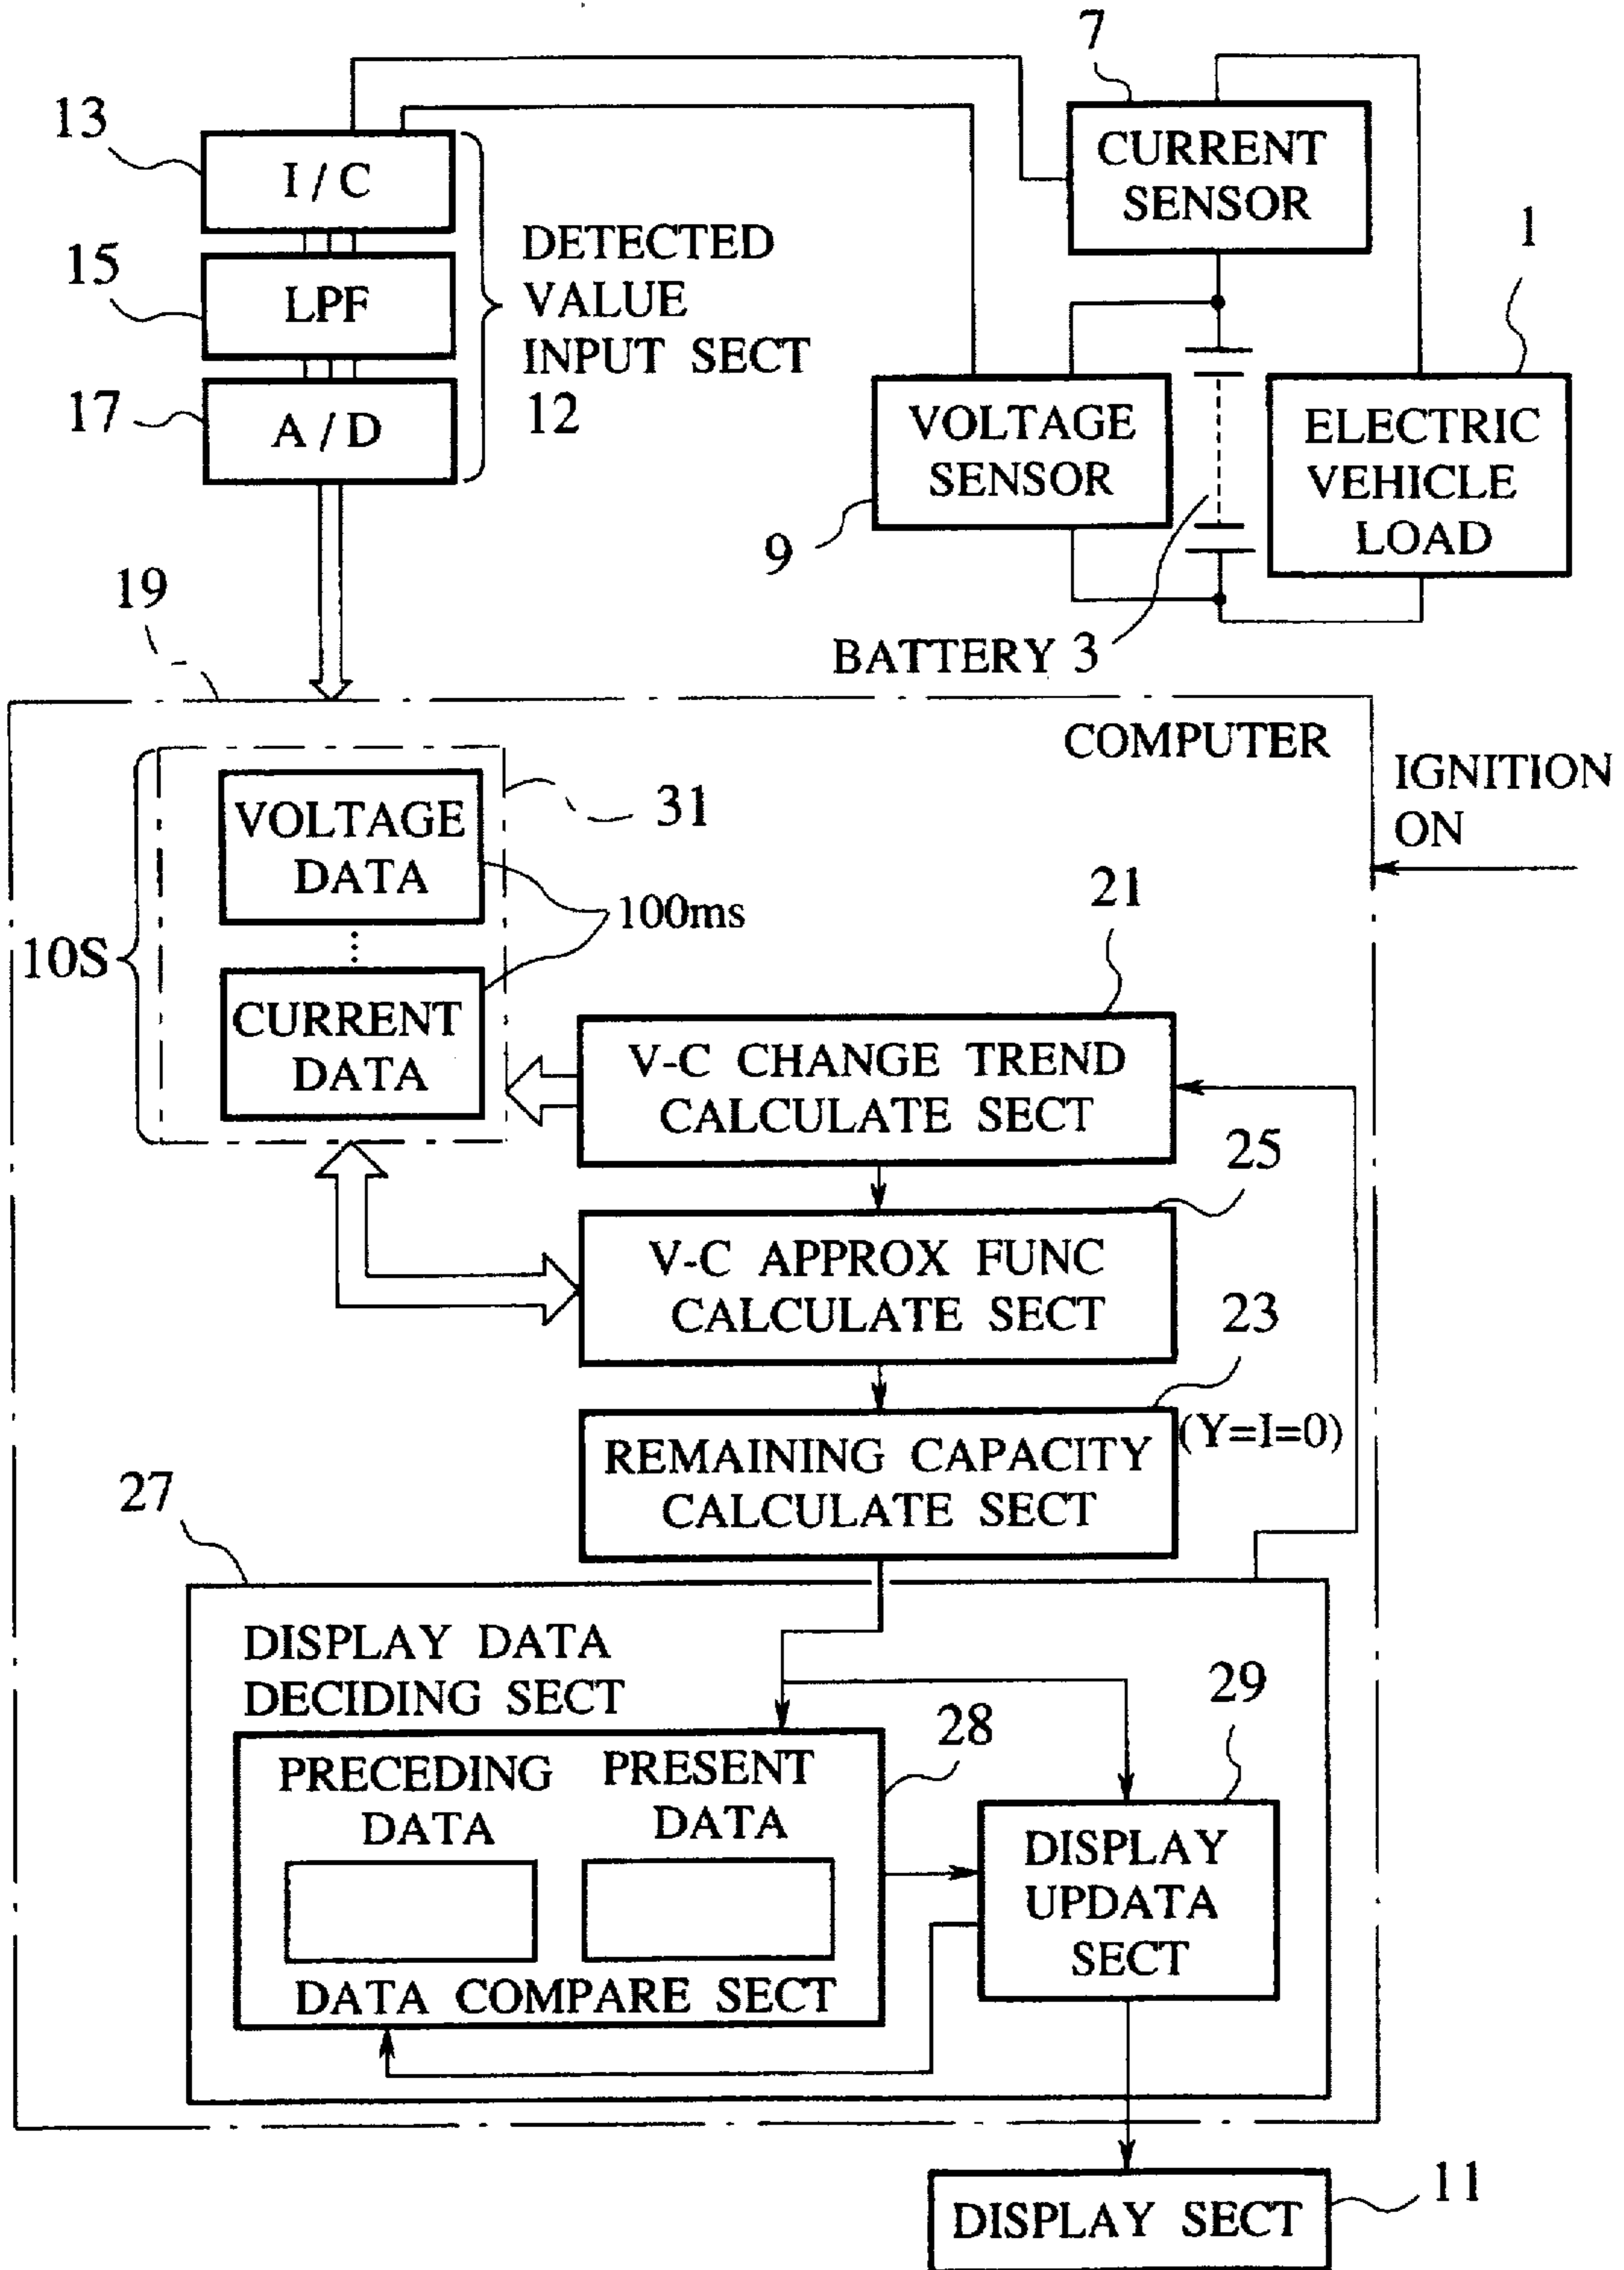 7
13
I / C
CURRENT
SENSOR
15
LPF
DETECTED
VALUE
INPUT SECT
12
1
17
A / D
VOLTAGE
SENSOR
9
ELECTRIC
VEHICLE
LOAD
BATTERY 3
19
COMPUTER
IGNITION
ON
31
VOLTAGE
DATA
100ms
10S
CURRENT
DATA
21
V-C CHANGE TREND
CALCULATE SECT
25
V-C APPROX FUNC
CALCULATE SECT
23
(Y=I=0)
REMAINING CAPACITY
CALCULATE SECT
27
DISPLAY DATA
DECIDING SECT
28
29
PRECEDING
DATA
PRESENT
DATA
DATA COMPARE SECT
DISPLAY
UPDATA
SECT
DISPLAY SECT
11